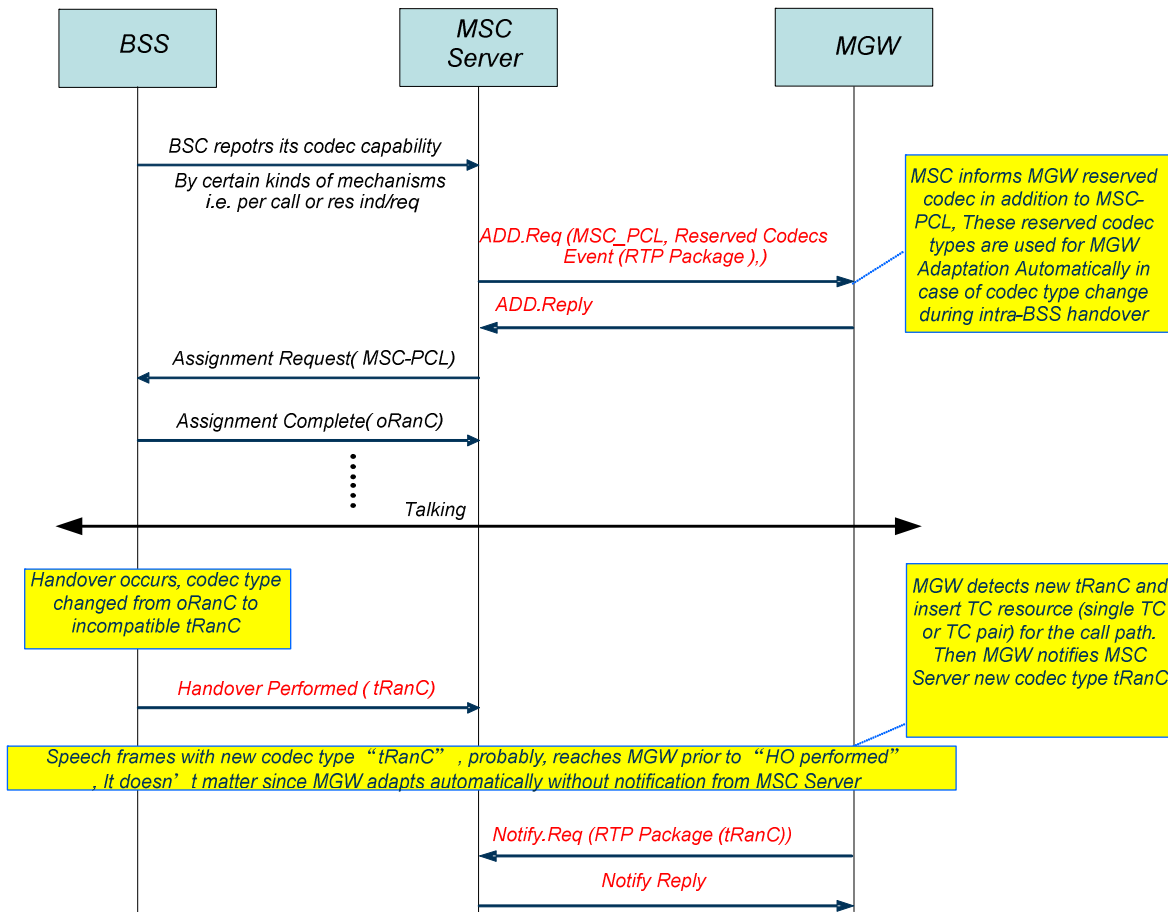 BSS
MSC
Server
MGW
BSC repotrs its codec capability
By certain kinds of mechanisms
i.e. per call or res ind/req
MSC informs MGW reserved
codec in addition to MSC-
PCL, These reserved codec
types are used for MGW
Adaptation Automatically in
case of codec type change
during intra-BSS handover
ADD.Req (MSC_PCL, Reserved Codecs
Event (RTP Package ),)
ADD.Reply
Assignment Request( MSC-PCL)
Assignment Complete( oRanC)
Talking
Handover occurs, codec type
changed from oRanC to
incompatible tRanC
MGW detects new tRanC and
insert TC resource (single TC
or TC pair) for the call path.
Then MGW notifies MSC
Server new codec type tRanC
Handover Performed ( tRanC)
Speech frames with new codec type “tRanC” , probably, reaches MGW prior to “HO performed”
, It doesn’ t matter since MGW adapts automatically without notification from MSC Server
Notify.Req (RTP Package (tRanC))
Notify Reply